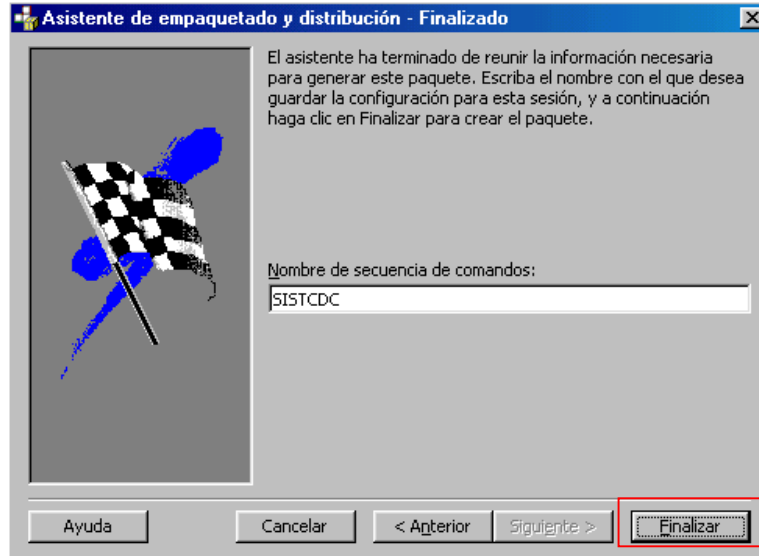 Asistente de empaquetado y distribución - Finalizado
El asistente ha terminado de reunir la información necesaria
para generar este paquete. Escriba el nombre con el que desea
guardar la configuración para esta sesión, y a continuación
haga clic en Finalizar para crear el paquete.
Nombre de secuencia de comandos:
SISTCDC
Ayuda
Cancelar
< Anterior
Siguiente >
Finalizar